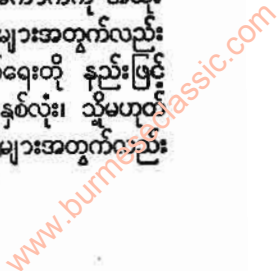 များအတွက်လည်း
ရေးတို့ နည်းဖြင့်
နှစ်လုံး၊ သို့မဟုတ်
များအတွက်လည်း
www.burmeseclassic.com